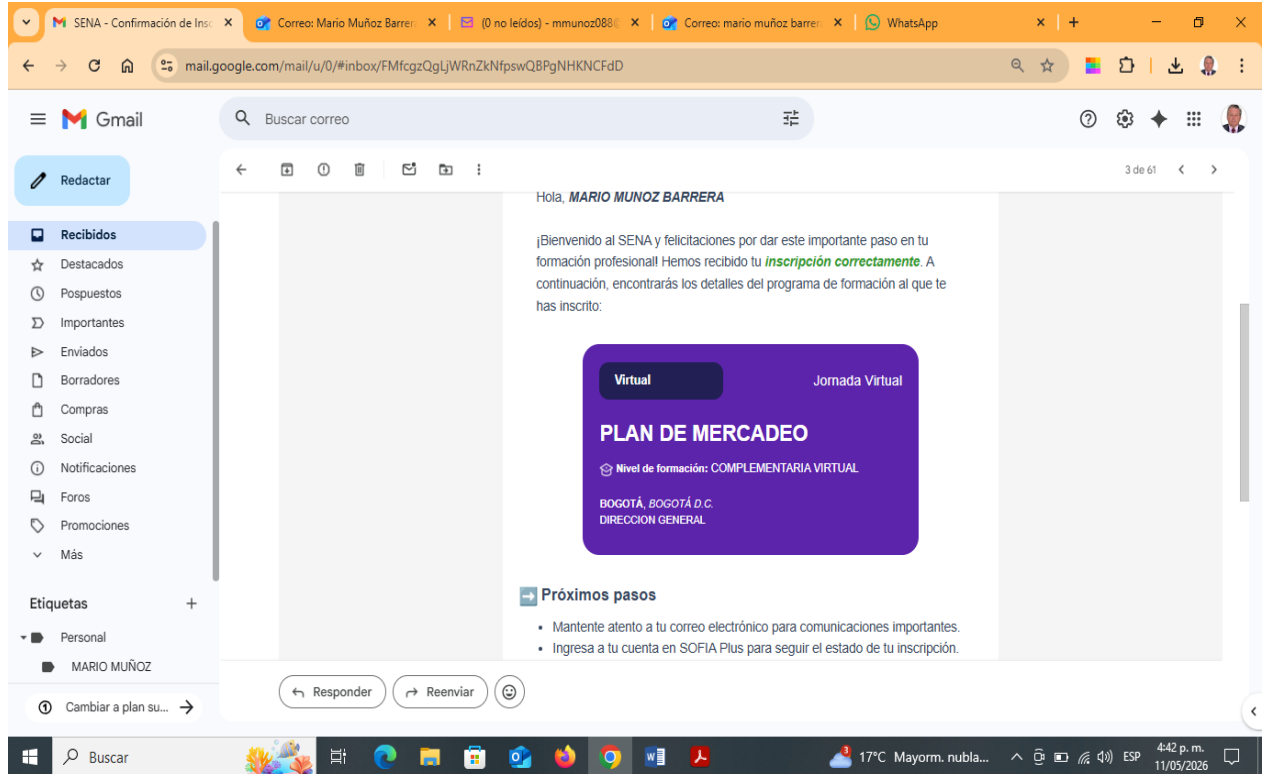 SENA - Confirmación de Insc
Correo: Mario Muñoz Barrera
(0 no leídos) - mmunoz088
Correo: mario muñoz barrer
WhatsApp
mail.google.com/mail/u/0/#inbox/FMfcgzQgLjWRnZkNfpswQBPgNHKNCFdD
Gmail
Buscar correo
Redactar
3 de 61
Recibidos
Destacados
Pospuestos
Importantes
Enviados
Borradores
Compras
Social
Notificaciones
Foros
Promociones
Más
Etiquetas
Personal
MARIO MUÑOZ
Cambiar a plan su...
Hola, MARIO MUNOZ BARRERA
¡Bienvenido al SENA y felicitaciones por dar este importante paso en tu
formación profesional! Hemos recibido tu inscripción correctamente. A
continuación, encontrarás los detalles del programa de formación al que te
has inscrito:
Virtual
Jornada Virtual
PLAN DE MERCADEO
Nivel de formación: COMPLEMENTARIA VIRTUAL
BOGOTÁ, BOGOTÁ D.C.
DIRECCION GENERAL
Próximos pasos
• Mantente atento a tu correo electrónico para comunicaciones importantes.
• Ingresa a tu cuenta en SOFIA Plus para seguir el estado de tu inscripción.
Responder
Reenviar
Buscar
3
17°C Mayorm. nubla...
ESP
4:42 p. m.
11/05/2026